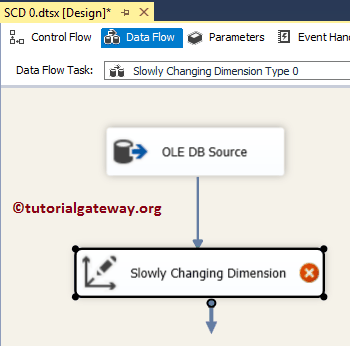 SCD 0.dtsx [Design]*
Control Flow Data Flow Parameters Event Hand
Data Flow Task: Slowly Changing Dimension Type 0
OLE DB Source
©tutorialgateway.org
Slowly Changing Dimension